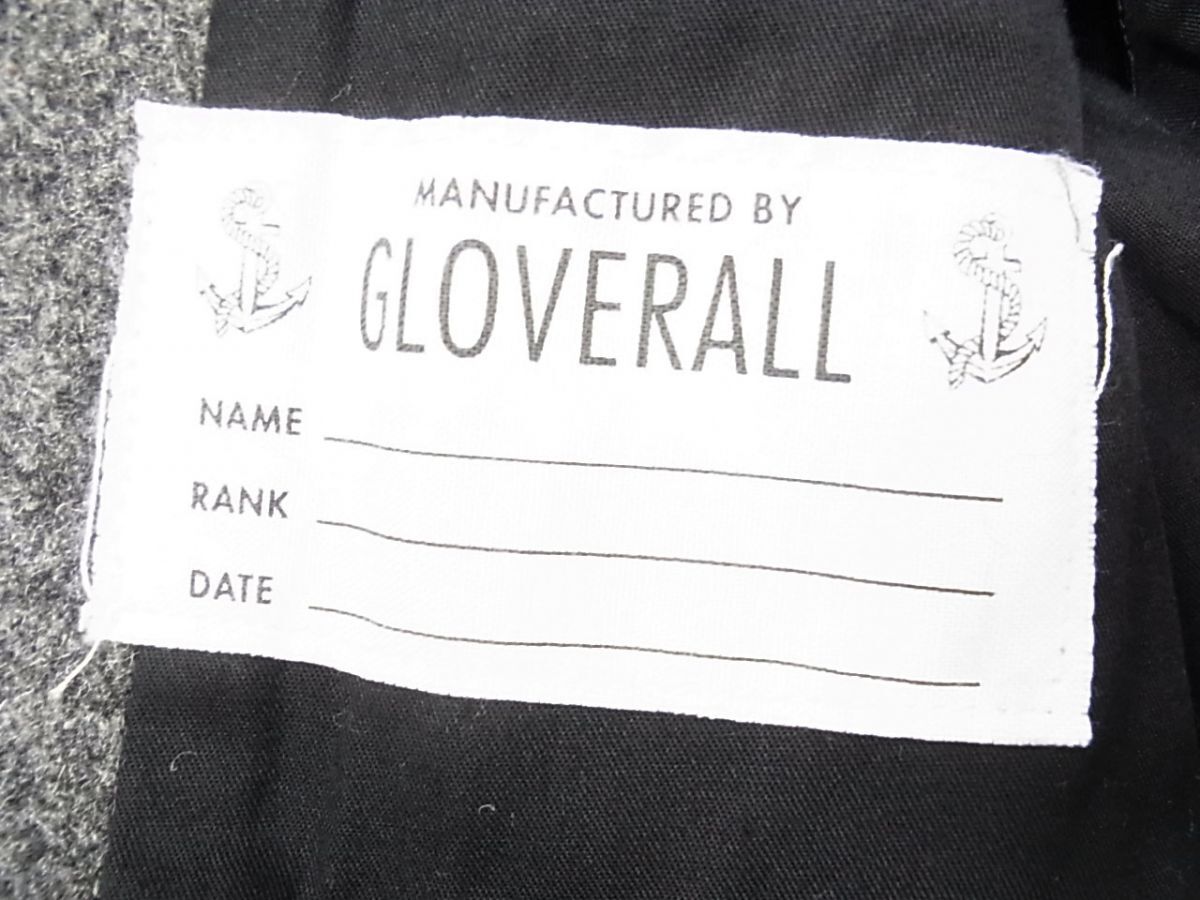 MANUFACTURED BY
GLOVERALL
NAME
RANK
DATE